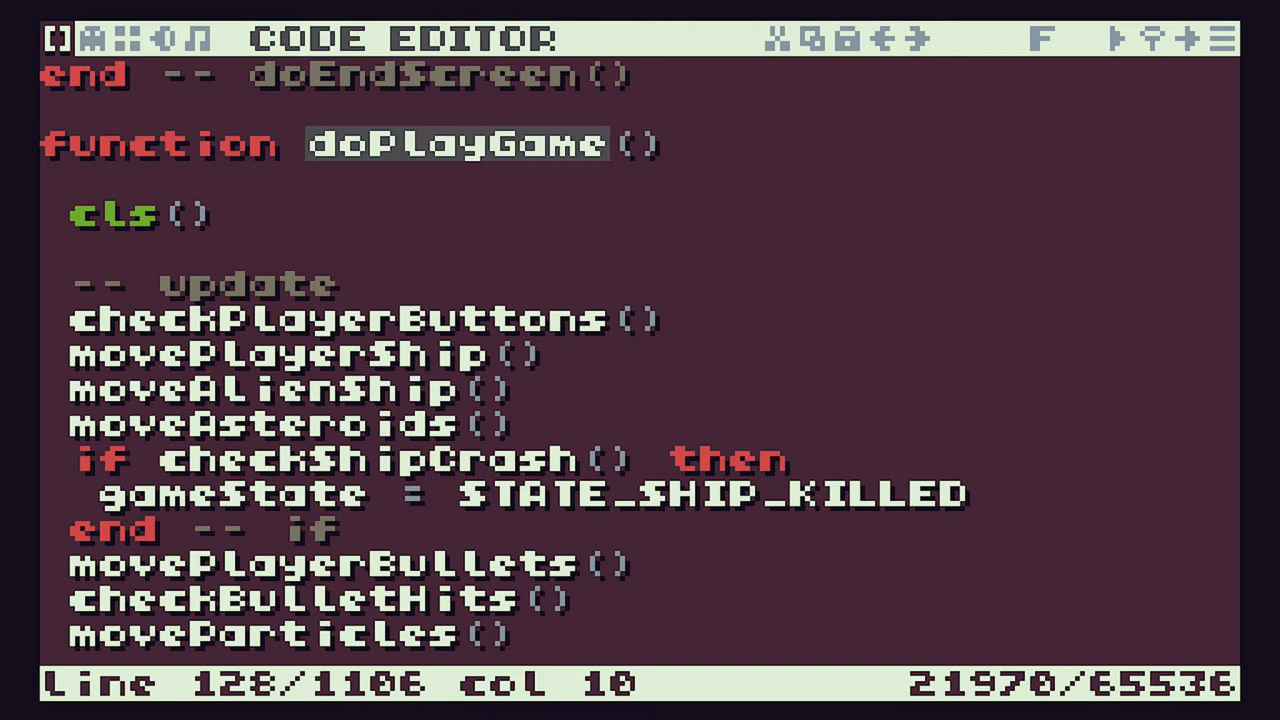 CODE EDITOR F
end -- doEndScreen()
function doPlayGame()
cls()
-- update
checkPlayerButtons()
movePlayerShip()
moveAlienShip()
moveAsteroids()
if checkShipCrash() then
gameState = STATE_SHIP_KILLED
end -- if
movePlayerBullets()
checkBulletHits()
moveParticles()
line 128/1106 col 10 21970/65536